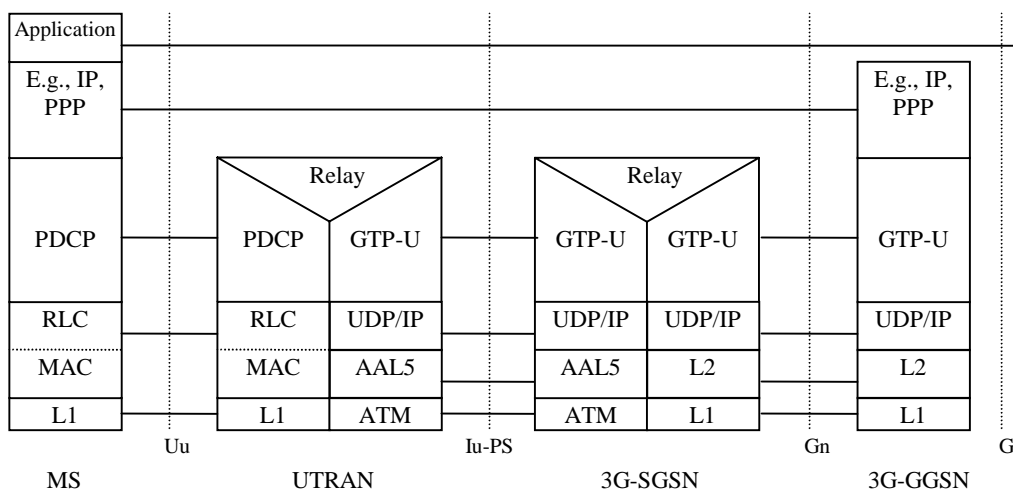 Application
E.g., IP,
PPP
E.g., IP,
PPP
Relay
Relay
PDCP
PDCP
GTP-U
GTP-U
GTP-U
GTP-U
RLC
RLC
UDP/IP
UDP/IP
UDP/IP
UDP/IP
MAC
MAC
AAL5
AAL5
L2
L2
L1
L1
ATM
ATM
L1
L1
Uu
Iu-PS
Gn
G
MS
UTRAN
3G-SGSN
3G-GGSN